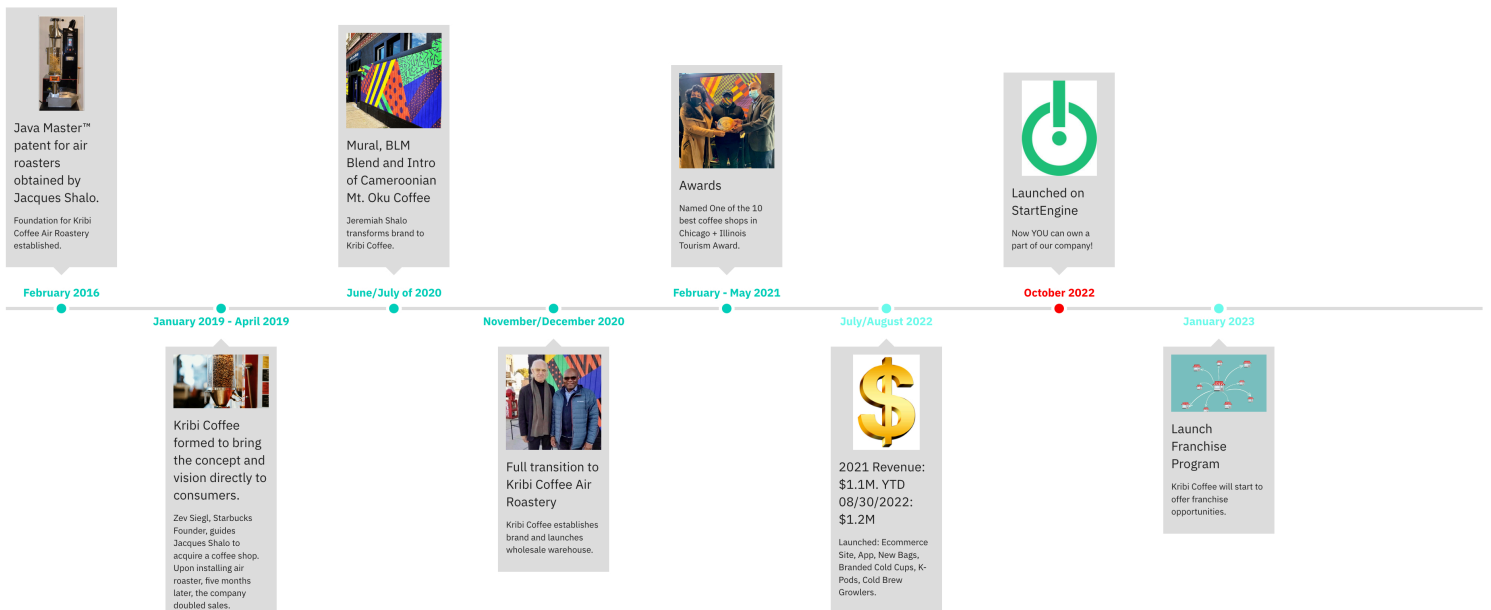 Java Master™
patent for air
roasters
obtained by
Jacques Shalo.
Foundation for Kribi
Coffee Air Roastery
established.
February 2016
January 2019 - April 2019
Kribi Coffee
formed to bring
the concept and
vision directly to
consumers.
Zev Siegl, Starbucks
Founder, guides
Jacques Shalo to
acquire a coffee shop.
Upon installing air
roaster, five months
later, the company
doubled sales.
Mural, BLM
Blend and Intro
of Cameroonian
Mt. Oku Coffee
Jeremiah Shalo
transforms brand to
Kribi Coffee.
June/July of 2020
November/December 2020
Full transition to
Kribi Coffee Air
Roastery
Kribi Coffee establishes
brand and launches
wholesale warehouse.
Awards
Named One of the 10
best coffee shops in
Chicago + Illinois
Tourism Award.
February - May 2021
July/August 2022
2021 Revenue:
$1.1M. YTD
08/30/2022:
$1.2M
Launched: Ecommerce
Site, App, New Bags,
Branded Cold Cups, K-
Pods, Cold Brew
Growlers.
Launched on
StartEngine
Now YOU can own a
part of our company!
October 2022
January 2023
Launch
Franchise
Program
Kribi Coffee will start to
offer franchise
opportunities.